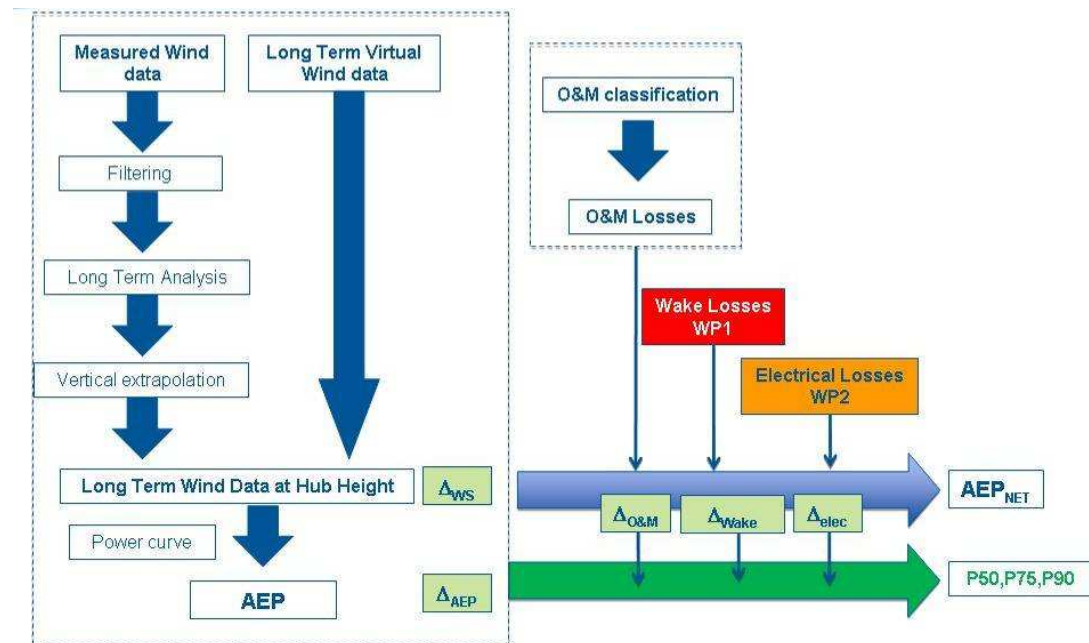 Measured Wind
data
Long Term Virtual
Wind data
Filtering
Long Term Analysis
Vertical extrapolation
Long Term Wind Data at Hub Height
ΔWS
Power curve
AEP
ΔAEP
O&M classification
O&M Losses
Wake Losses
WP1
Electrical Losses
WP2
AEPNET
ΔO&M
ΔWake
Δelec
P50,P75,P90